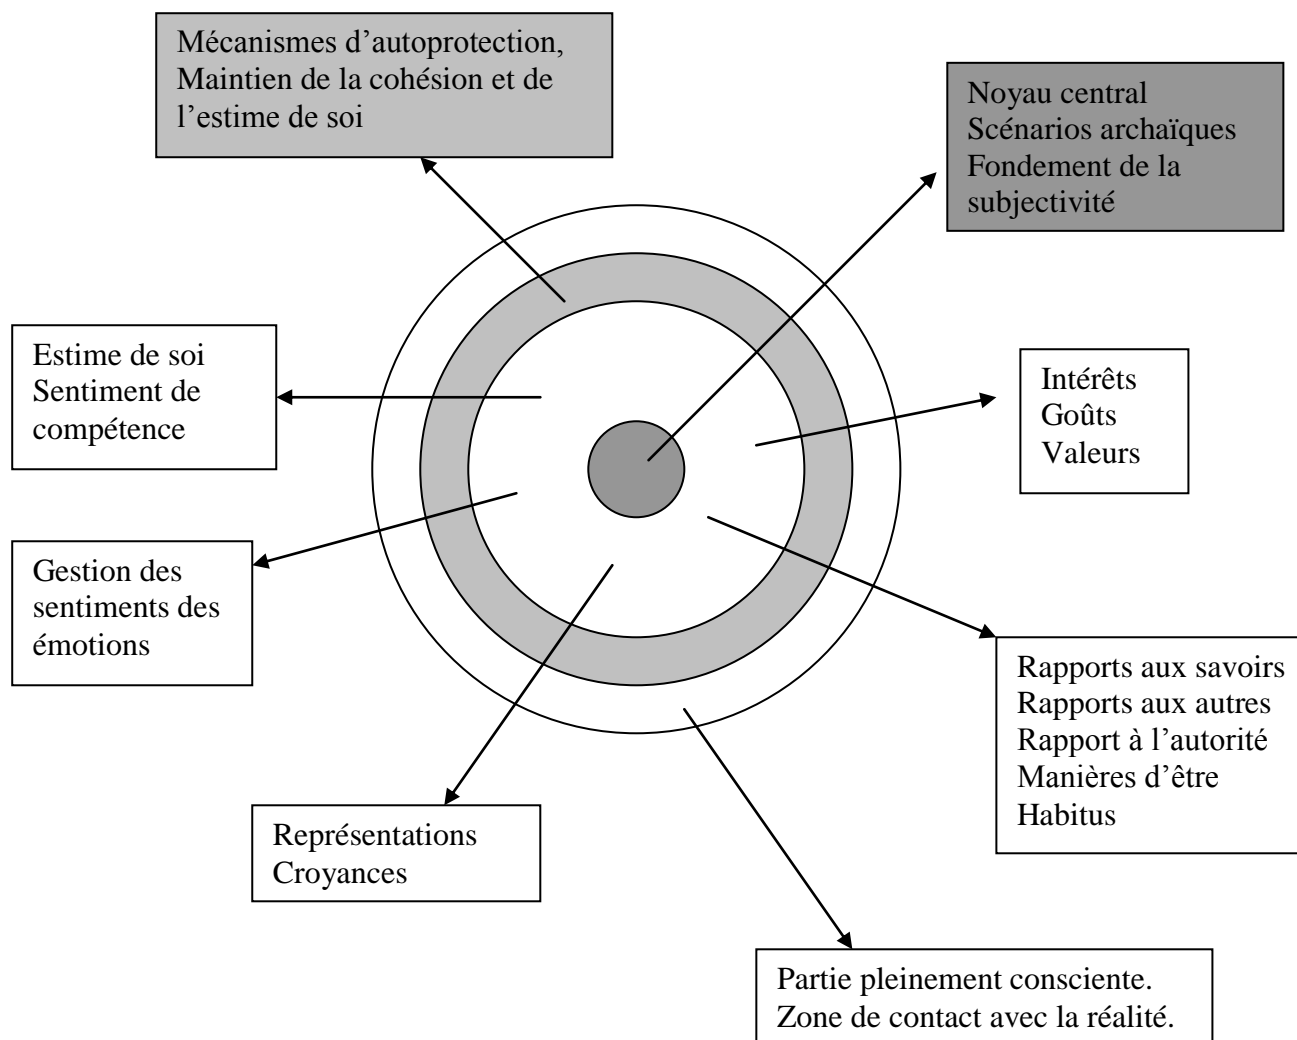 Mécanismes d’autoprotection,
Maintien de la cohésion et de
l’estime de soi
Noyau central
Scénarios archaïques
Fondement de la
subjectivité
Estime de soi
Sentiment de
compétence
Intérêts
Goûts
Valeurs
Gestion des
sentiments des
émotions
Rapports aux savoirs
Rapports aux autres
Rapport à l’autorité
Manières d’être
Habitus
Représentations
Croyances
Partie pleinement consciente.
Zone de contact avec la réalité.